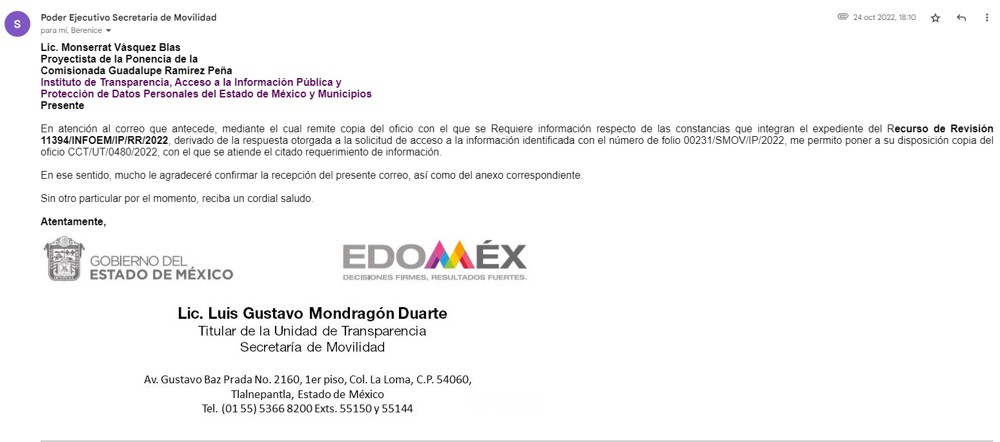 S
Poder Ejecutivo Secretaria de Movilidad
24 oct 2022, 18:10
para mí, Berenice
Lic. Monserrat Vásquez Blas
Proyectista de la Ponencia de la
Comisionada Guadalupe Ramírez Peña
Instituto de Transparencia, Acceso a la Información Pública y
Protección de Datos Personales del Estado de México y Municipios
Presente
En atención al correo que antecede, mediante el cual remite copia del oficio con el que se Requiere información respecto de las constancias que integran el expediente del Recurso de Revisión
11394/INFOEM/IP/RR/2022, derivado de la respuesta otorgada a la solicitud de acceso a la información identificada con el número de folio 00231/SMOV/IP/2022, me permito poner a su disposición copia del
oficio CCT/UT/0480/2022, con el que se atiende el citado requerimiento de información.
En ese sentido, mucho le agradeceré confirmar la recepción del presente correo, así como del anexo correspondiente.
Sin otro particular por el momento, reciba un cordial saludo.
Atentamente,
GOBIERNO DEL
ESTADO DE MÉXICO
EDOMÉX
DECISIONES FIRMES, RESULTADOS FUERTES.
Lic. Luis Gustavo Mondragón Duarte
Titular de la Unidad de Transparencia
Secretaría de Movilidad
Av. Gustavo Baz Prada No. 2160, 1er piso, Col. La Loma, C.P. 54060,
Tlalnepantla, Estado de México
Tel. (01 55) 5366 8200 Exts. 55150 y 55144